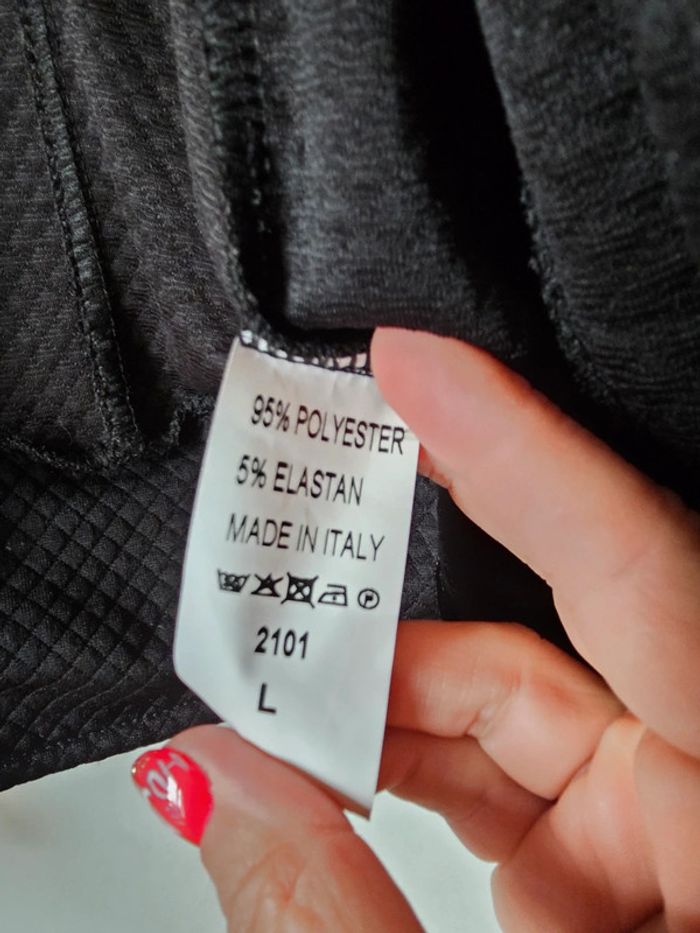 95% POLYESTER
5% ELASTAN
MADE IN ITALY
P
2101
L